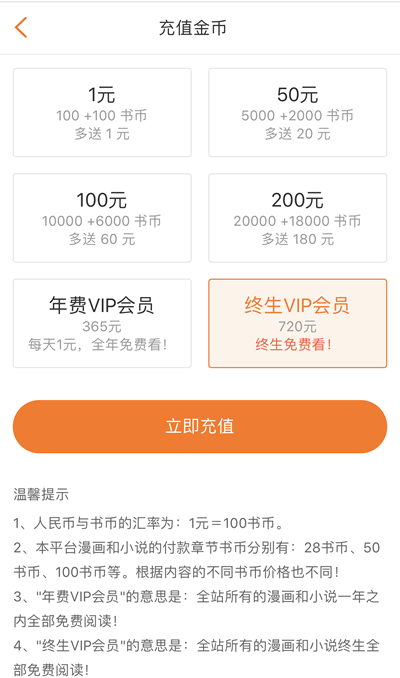 充值金币
1元
100 +100 书币
多送 1 元
50元
5000 +2000 书币
多送 20 元
100元
10000 +6000 书币
多送 60 元
200元
20000 +18000 书币
多送 180 元
年费VIP会员
365元
每天1元，全年免费看！
终生VIP会员
720元
终生免费看！
立即充值
温馨提示
1、人民币与书币的汇率为：1元＝100书币。
2、本平台漫画和小说的付款章节书币分别有：28书币、50
书币、100书币等。根据内容的不同书币价格也不同！
3、"年费VIP会员"的意思是：全站所有的漫画和小说一年之
内全部免费阅读！
4、"终生VIP会员"的意思是：全站所有的漫画和小说终生全
部免费阅读！